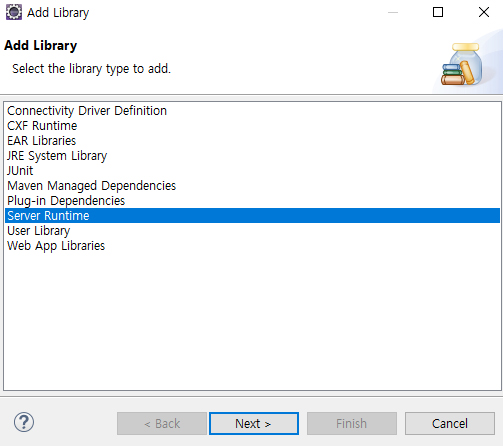 Add Library
Add Library
Select the library type to add.
Connectivity Driver Definition
CXF Runtime
EAR Libraries
JRE System Library
JUnit
Maven Managed Dependencies
Plug-in Dependencies
Server Runtime
User Library
Web App Libraries
? < Back Next > Finish Cancel